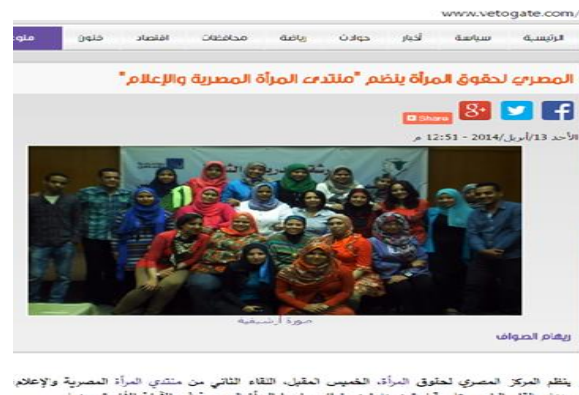 www.vetogate.com/
الرئيسية سياسة أخبار حوادث رياضة محافظات اقتصاد فنون منو
المصري لحقوق المرأة ينظم "منتدى المرأة المصرية والإعلام"
Share
الأحد 13/أبريل/2014 - 12:51 م
صورة أرشيفية
ريهام الصواف
ينظم المركز المصري لحقوق المرأة، الخميس المقبل، اللقاء الثاني من منتدي المرأة المصرية والإعلام